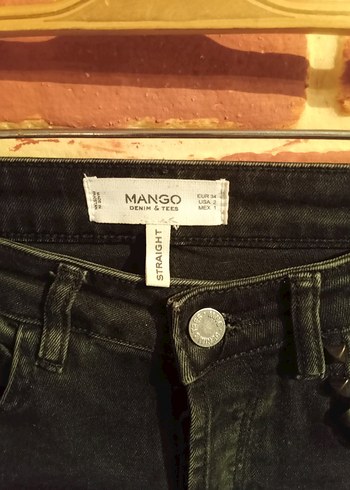 MANGO
DENIM & TEES
EUR 34
USA 2
MEX 1
STRAIGHT